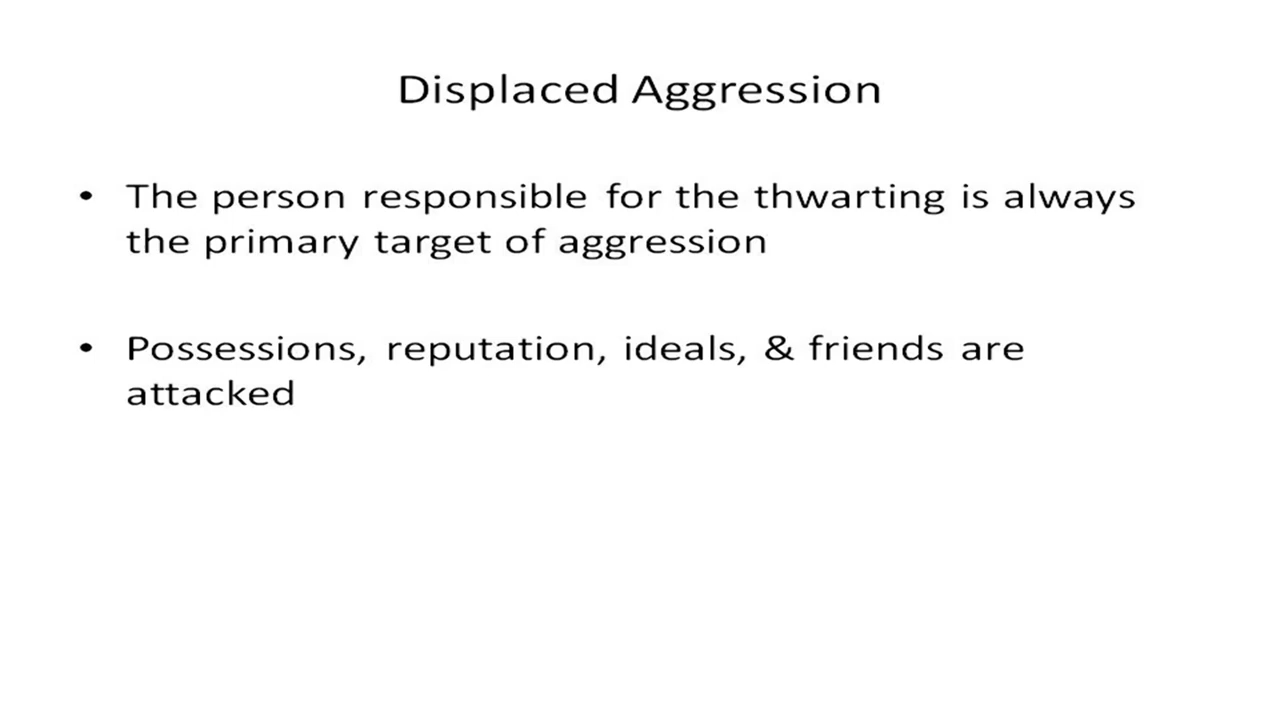 Displaced Aggression
• The person responsible for the thwarting is always
the primary target of aggression
• Possessions, reputation, ideals, & friends are
attacked